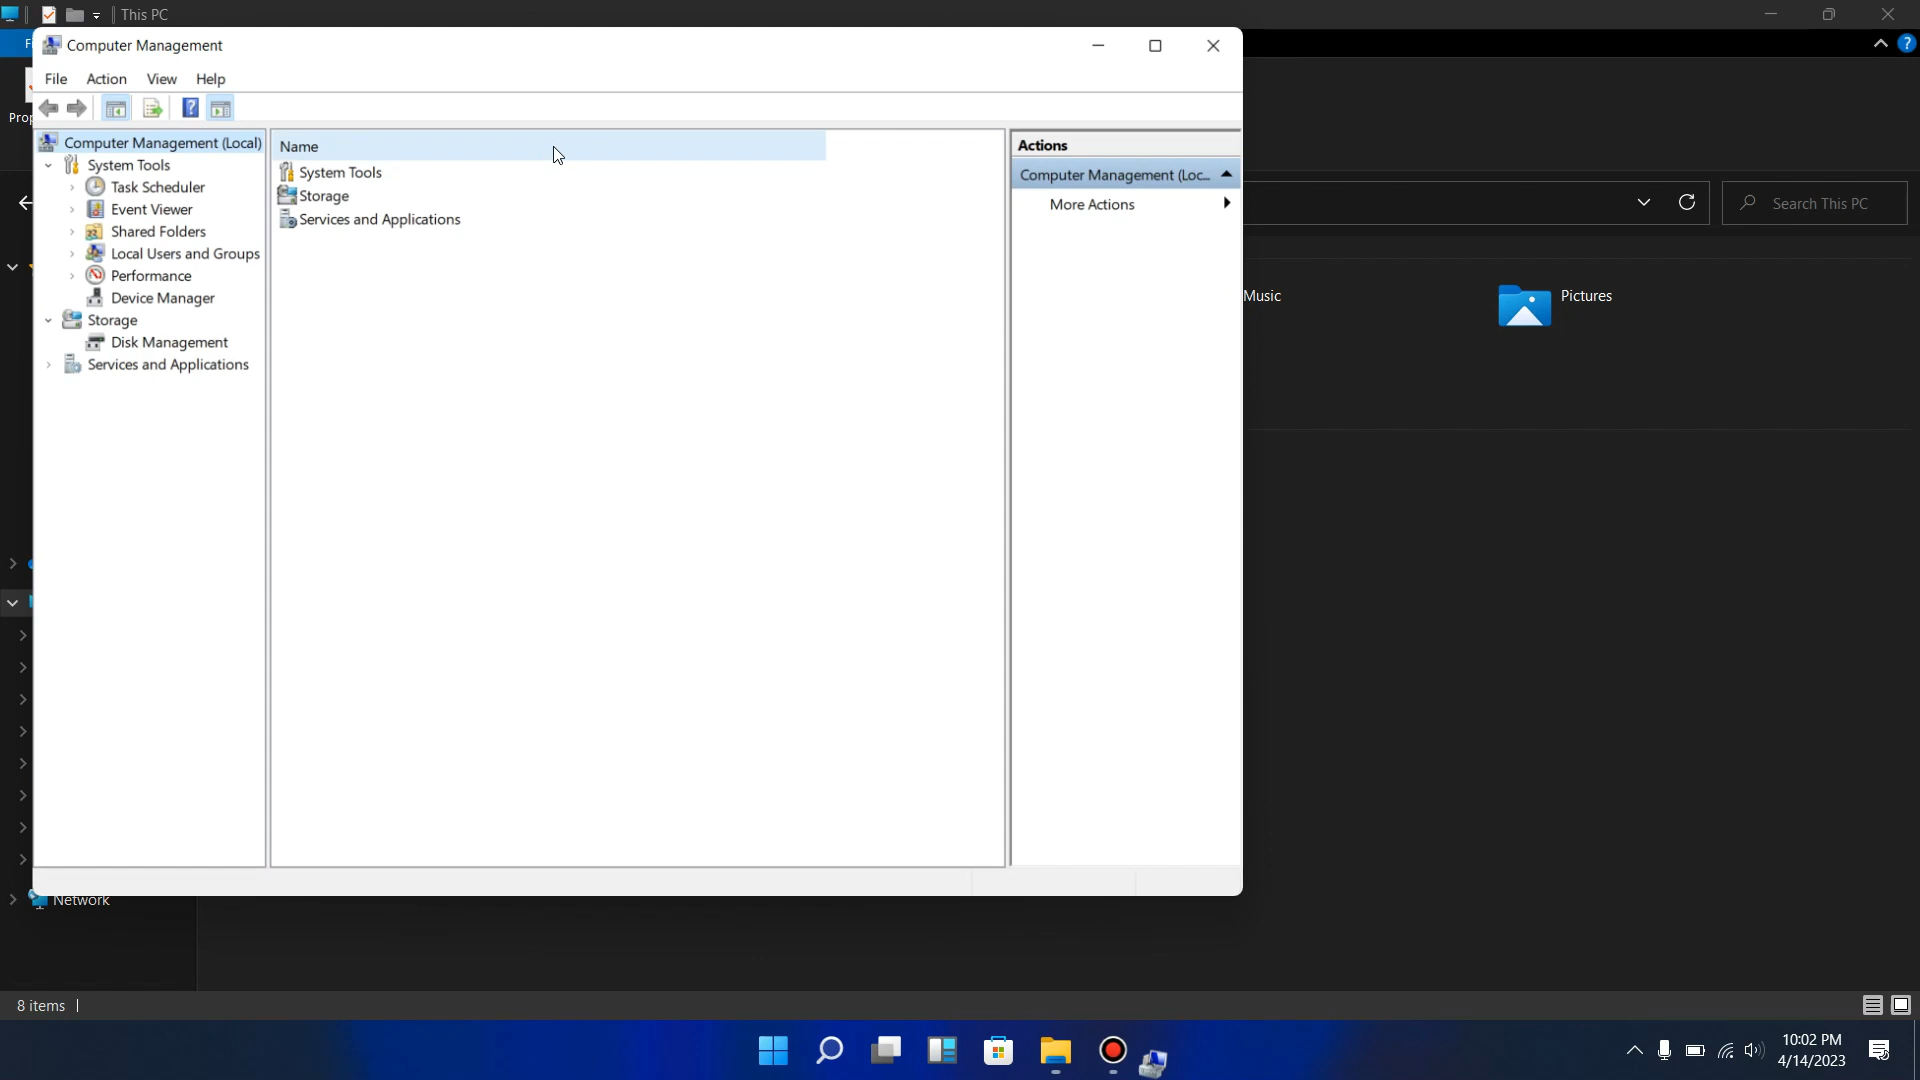 This PC
Computer Management
File Action View Help
Computer Management (Local)
System Tools
Task Scheduler
Event Viewer
Shared Folders
Local Users and Groups
Performance
Device Manager
Storage
Disk Management
Services and Applications
Name
System Tools
Storage
Services and Applications
Actions
Computer Management (Loc...
More Actions
Search This PC
Music
Pictures
Network
8 items
10:02 PM
4/14/2023